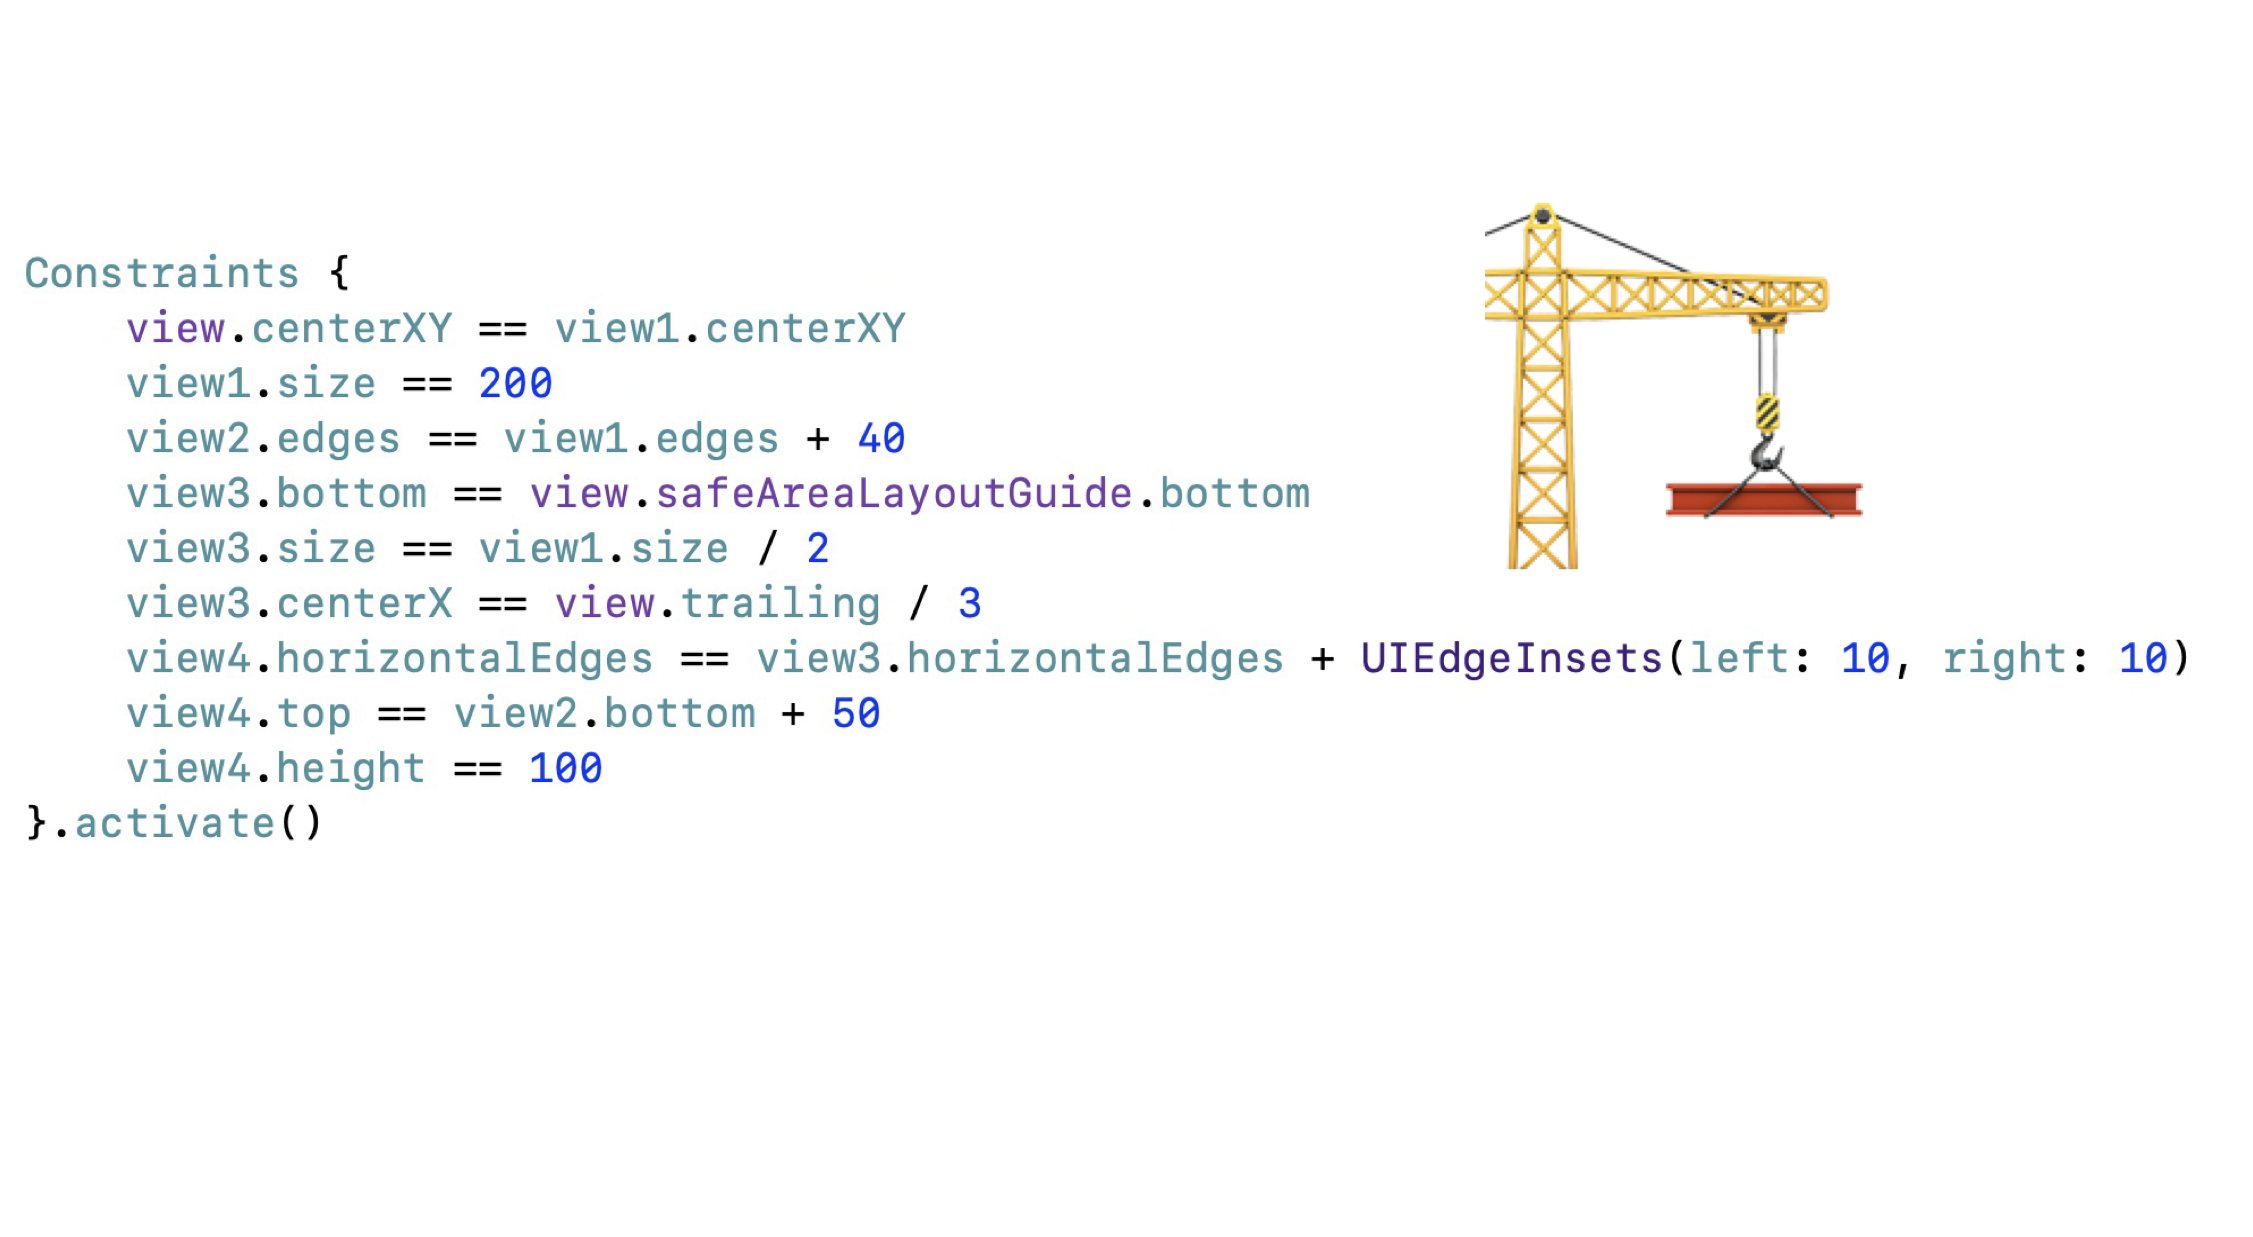 Constraints {
    view.centerXY == view1.centerXY
    view1.size == 200
    view2.edges == view1.edges + 40
    view3.bottom == view.safeAreaLayoutGuide.bottom
    view3.size == view1.size / 2
    view3.centerX == view.trailing / 3
    view4.horizontalEdges == view3.horizontalEdges + UIEdgeInsets(left: 10, right: 10)
    view4.top == view2.bottom + 50
    view4.height == 100
}.activate()